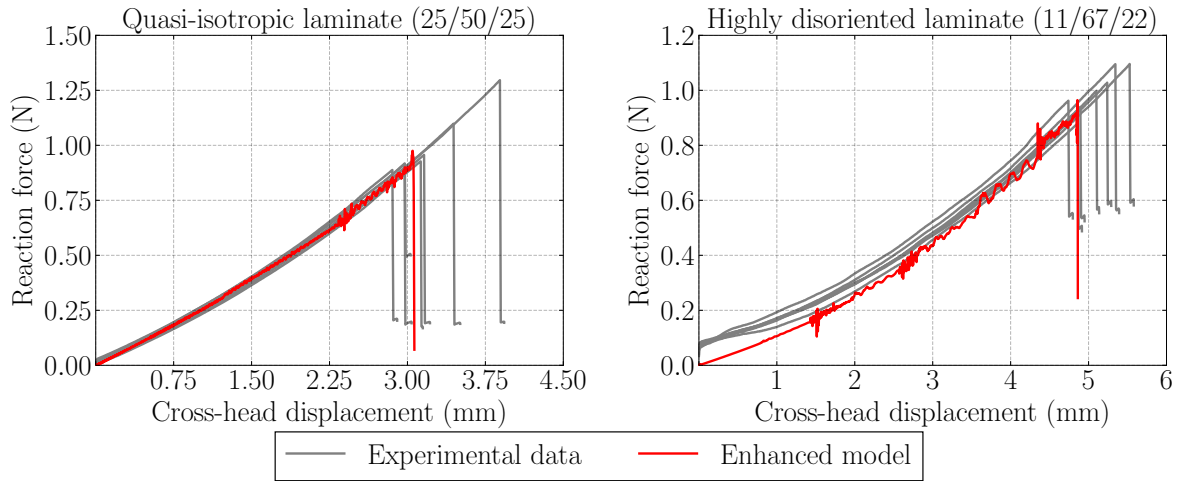 Quasi-isotropic laminate (25/50/25)
1.50
1.25
1.00
0.75
0.50
0.25
0.00
Reaction force (N)
0.75 1.50 2.25 3.00 3.75 4.50
Cross-head displacement (mm)
Highly disoriented laminate (11/67/22)
1.2
1.0
0.8
0.6
0.4
0.2
0.0
Reaction force (N)
1 2 3 4 5 6
Cross-head displacement (mm)
Experimental data Enhanced model